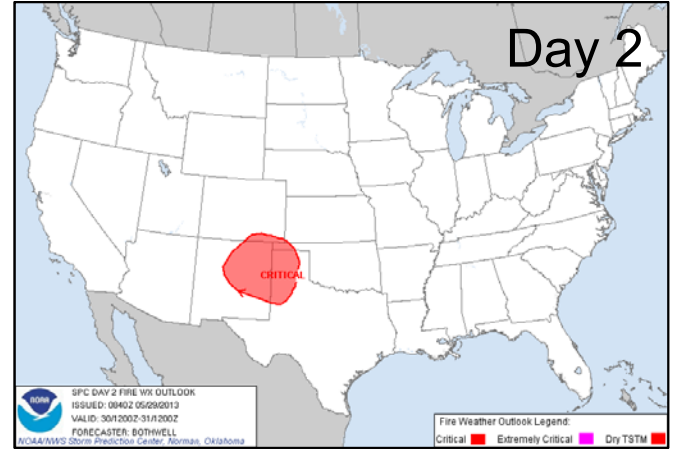 Day 2
CRITICAL
NOAA
SPC DAY 2 FIRE WX OUTLOOK
ISSUED: 0840Z 05/29/2013
VALID: 30/1200Z-31/1200Z
FORECASTER: BOTHWELL
NOAA/NWS Storm Prediction Center, Norman, Oklahoma
Fire Weather Outlook Legend:
Critical Extremely Critical Dry TSTM